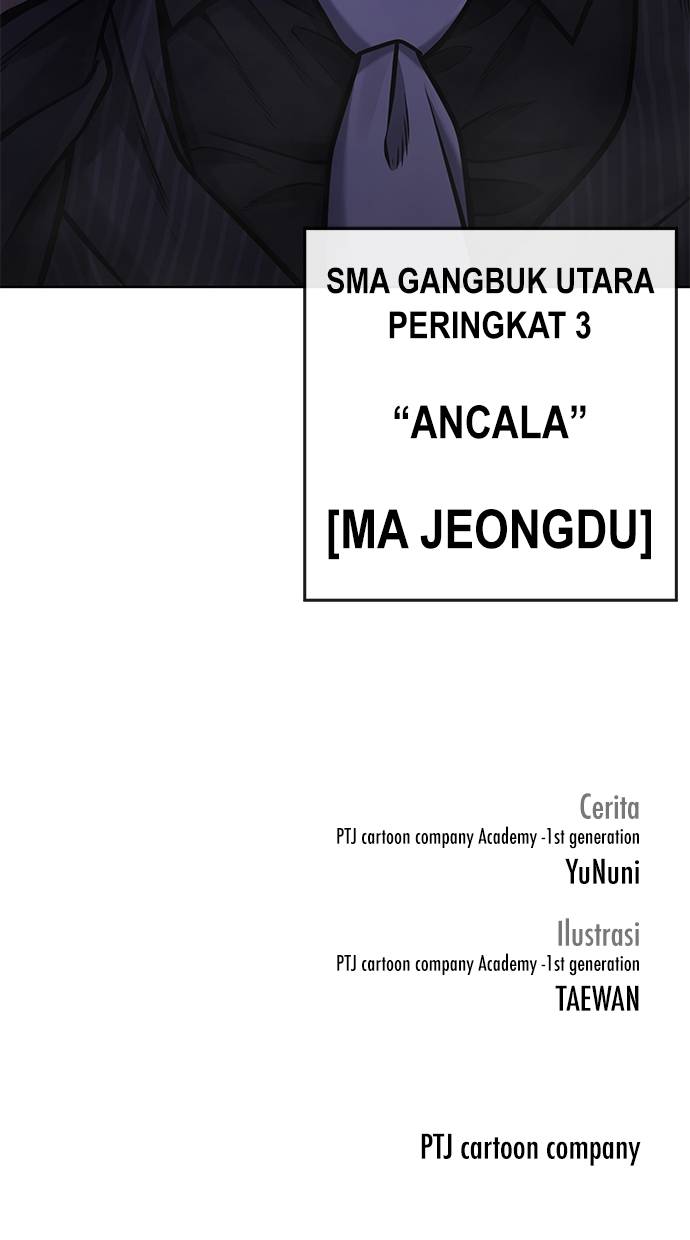 SMA GANGBUK UTARA
PERINGKAT 3
“ANCALA”
[MA JEONGDU]
Cerita
PTJ cartoon company Academy -1st generation
YuNuni
Ilustrasi
PTJ cartoon company Academy -1st generation
TAEWAN
PTJ cartoon company